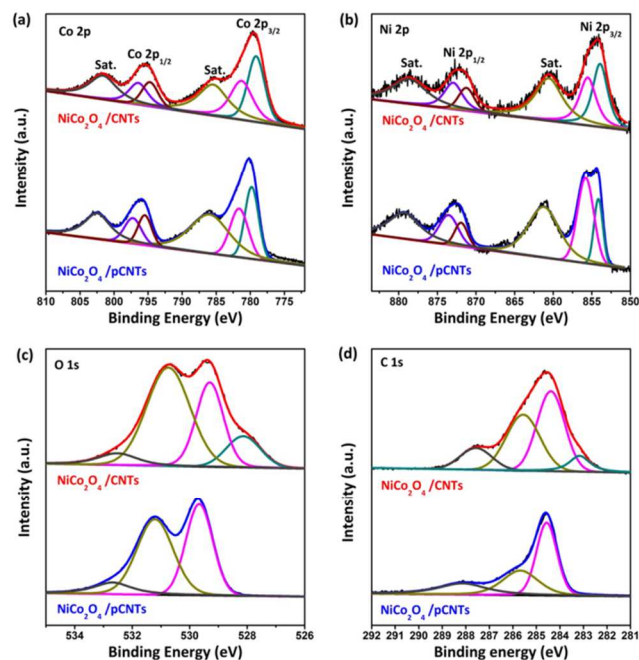 (a)
Co 2p
Co 2p3/2
Sat.
Co 2p1/2
Sat.
NiCo2O4/CNTs
NiCo2O4/pCNTs
Intensity (a.u.)
810 805 800 795 790 785 780 775
Binding Energy (eV)
(b)
Ni 2p
Ni 2p3/2
Sat.
Ni 2p1/2
Sat.
NiCo2O4/CNTs
NiCo2O4/pCNTs
Intensity (a.u.)
880 870 860 850
Binding Energy (eV)
(c)
O 1s
NiCo2O4/CNTs
NiCo2O4/pCNTs
Intensity (a.u.)
534 532 530 528 526
Binding Energy (eV)
(d)
C 1s
NiCo2O4/CNTs
NiCo2O4/pCNTs
Intensity (a.u.)
292 291 290 289 288 287 286 285 284 283 282 281
Binding energy (eV)